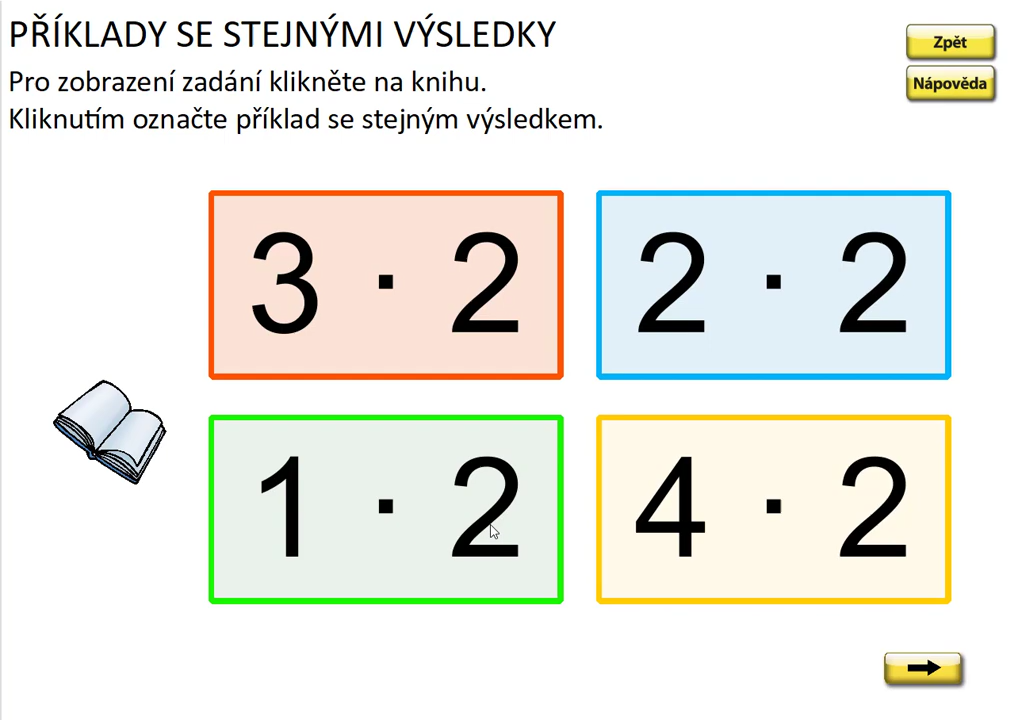 PŘÍKLADY SE STEJNÝMI VÝSLEDKY
Zpět
Pro zobrazení zadání klikněte na knihu.
Nápověda
Kliknutím označte příklad se stejným výsledkem.
3 · 2
2 · 2
1 · 2
4 · 2